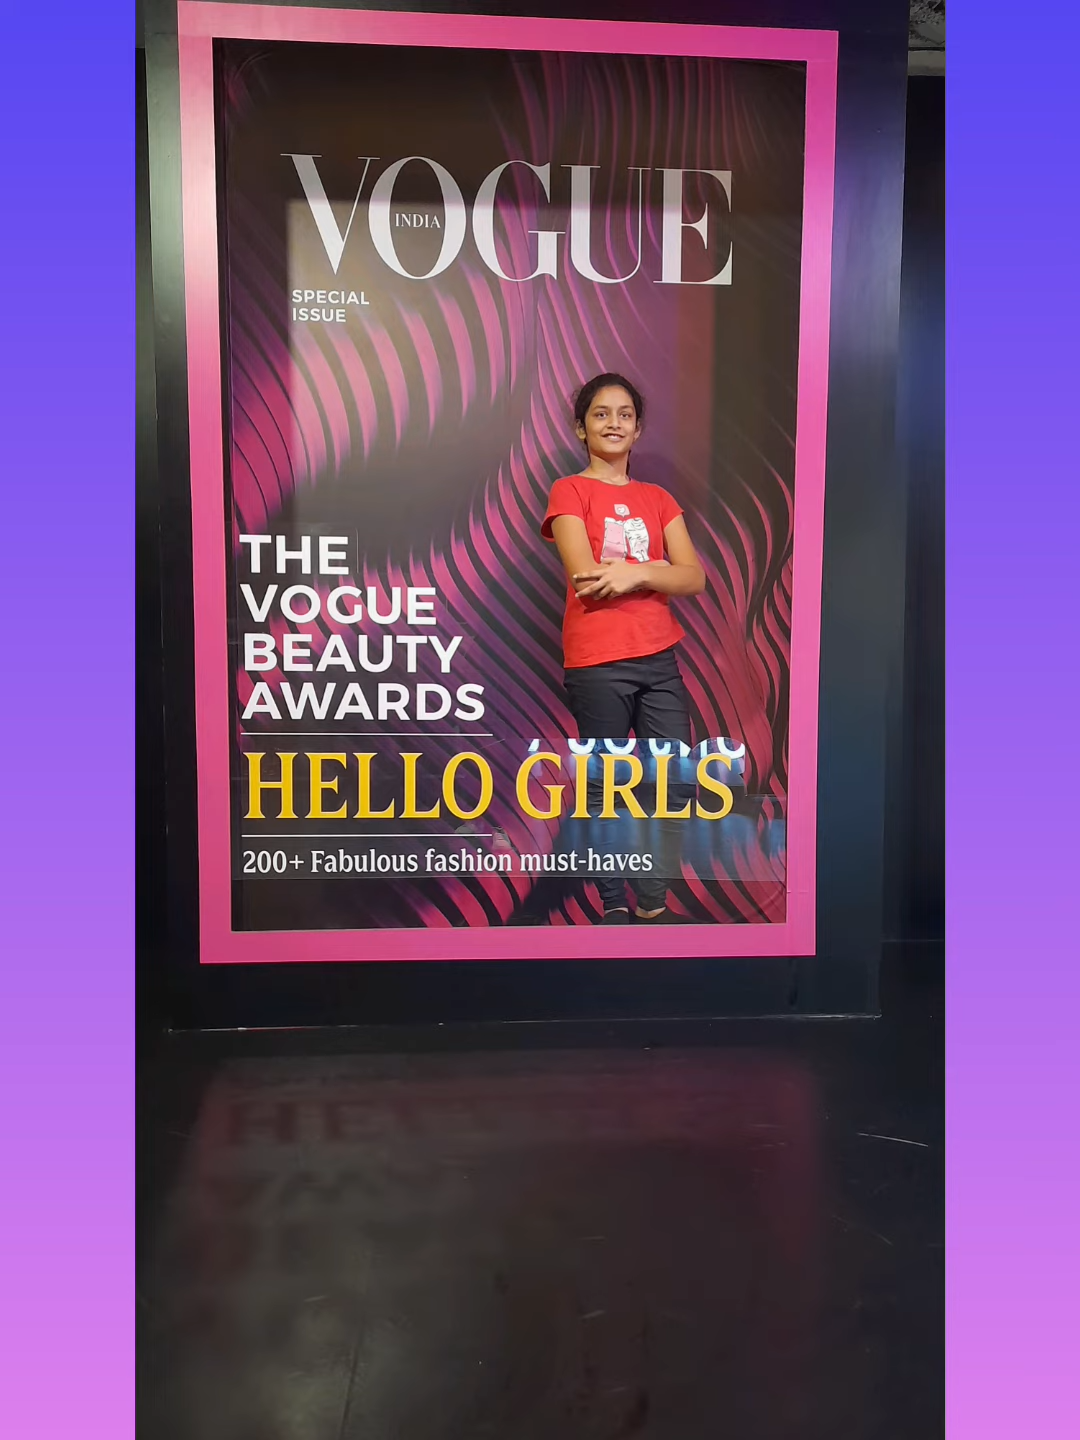 VOGUE
INDIA
SPECIAL
ISSUE
THE
VOGUE
BEAUTY
AWARDS
HELLO GIRLS
200+ Fabulous fashion must-haves